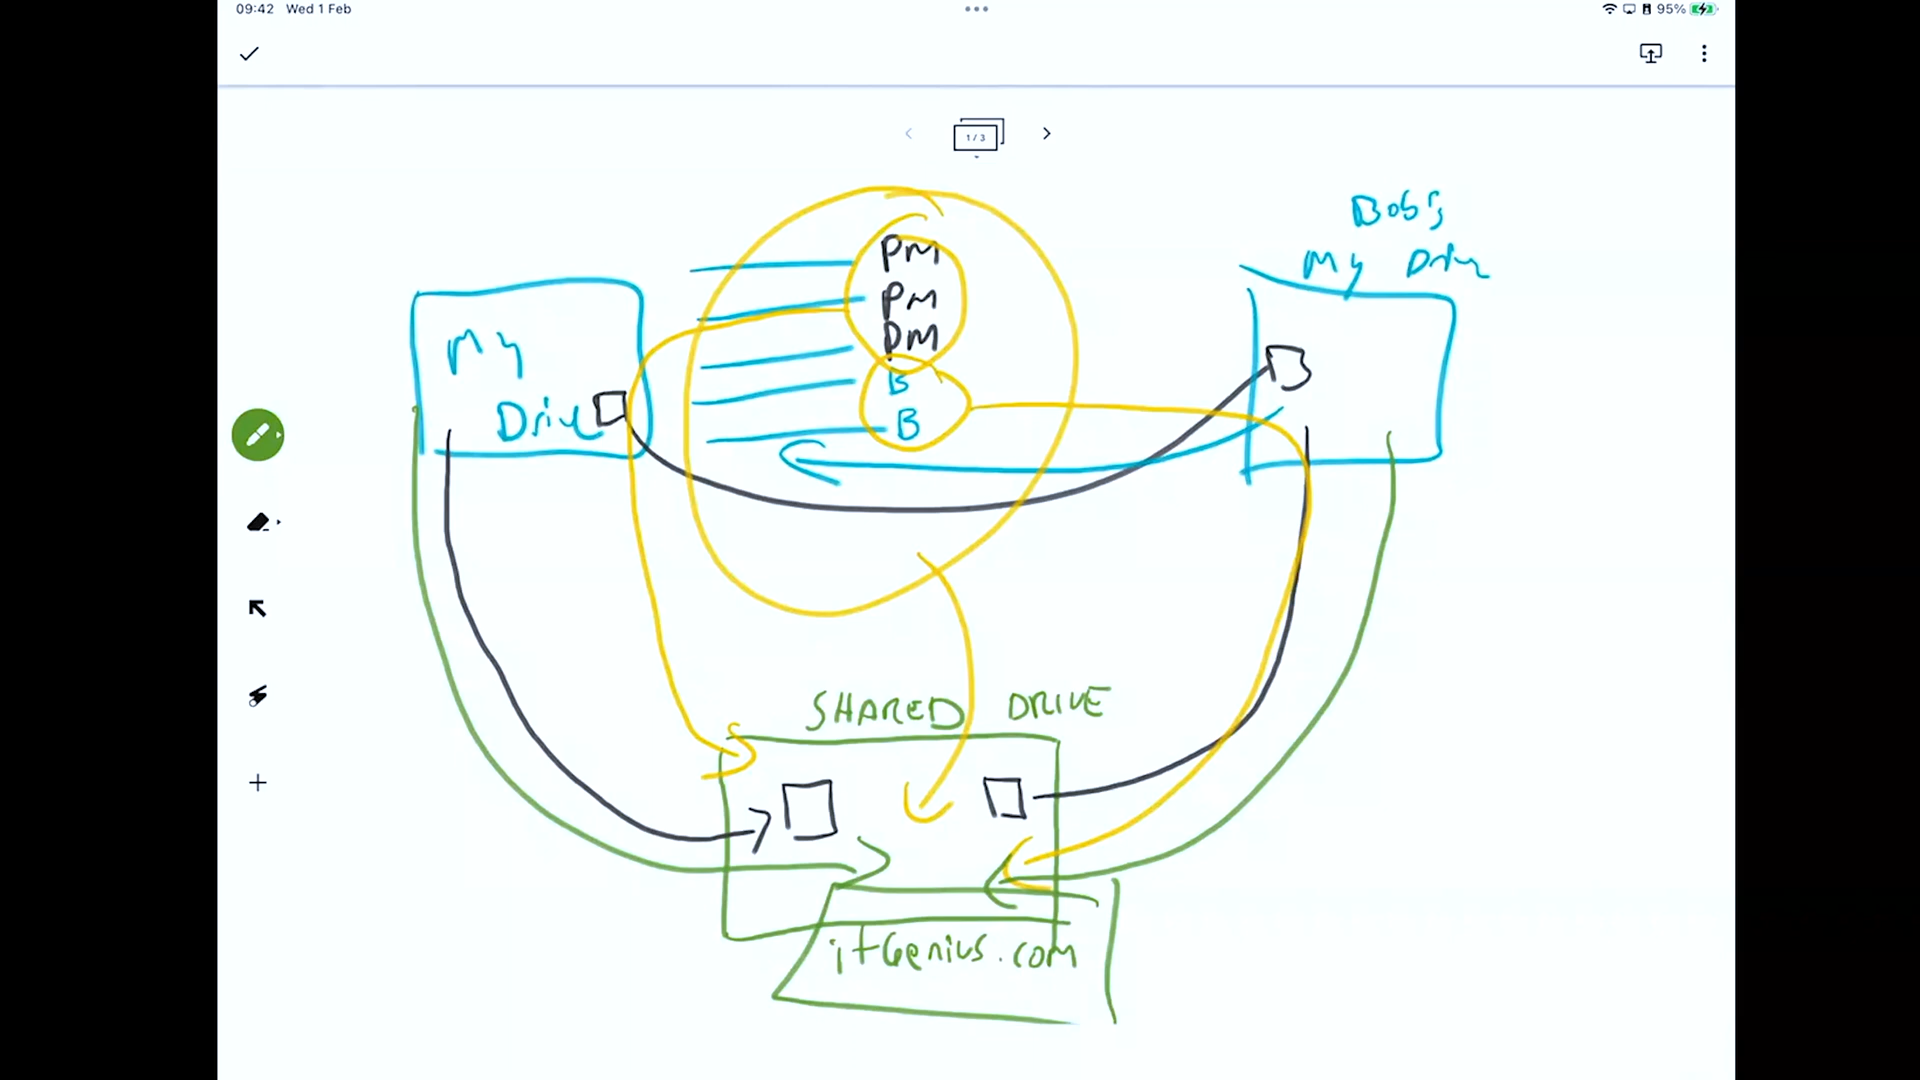 09:42 Wed 1 Feb
95%
1/3
PM
PM
DM
B
B
My
Drive
Bob's
My Drive
SHARED DRIVE
itGenius.com